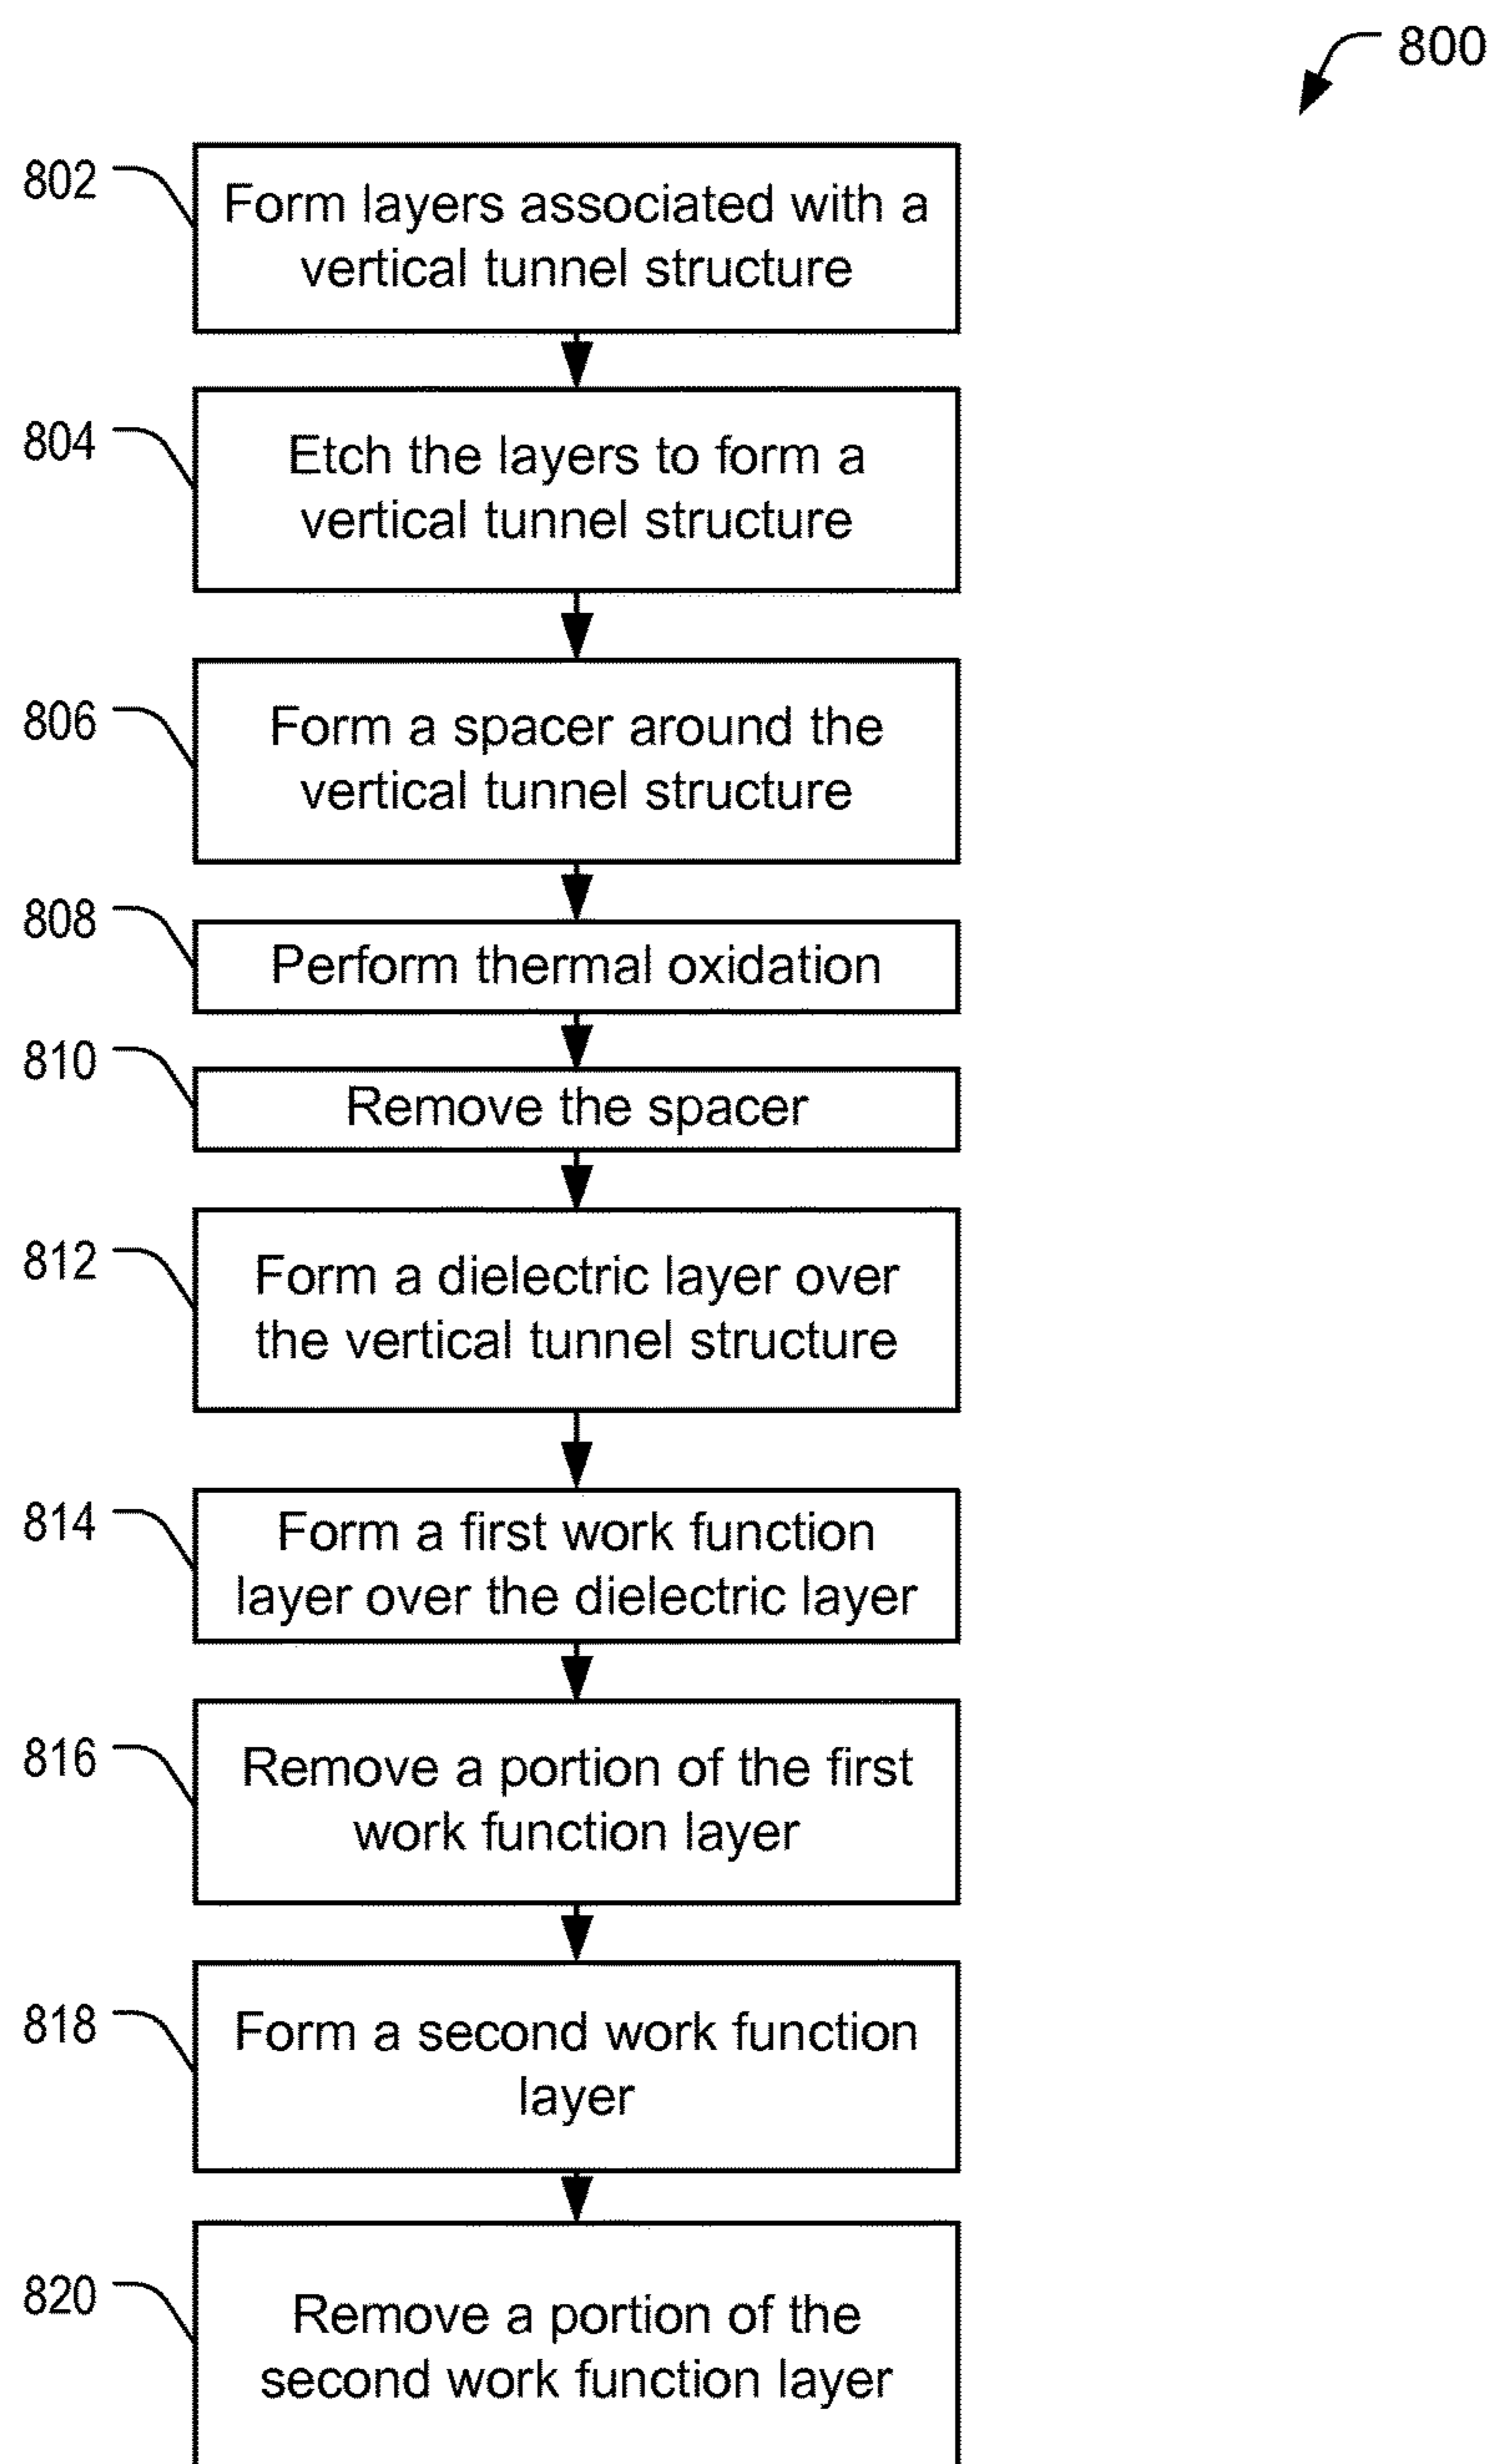 800
802
Form layers associated with a
vertical tunnel structure
804
Etch the layers to form a
vertical tunnel structure
806
Form a spacer around the
vertical tunnel structure
808
Perform thermal oxidation
810
Remove the spacer
812
Form a dielectric layer over
the vertical tunnel structure
814
Form a first work function
layer over the dielectric layer
816
Remove a portion of the first
work function layer
818
Form a second work function
layer
820
Remove a portion of the
second work function layer